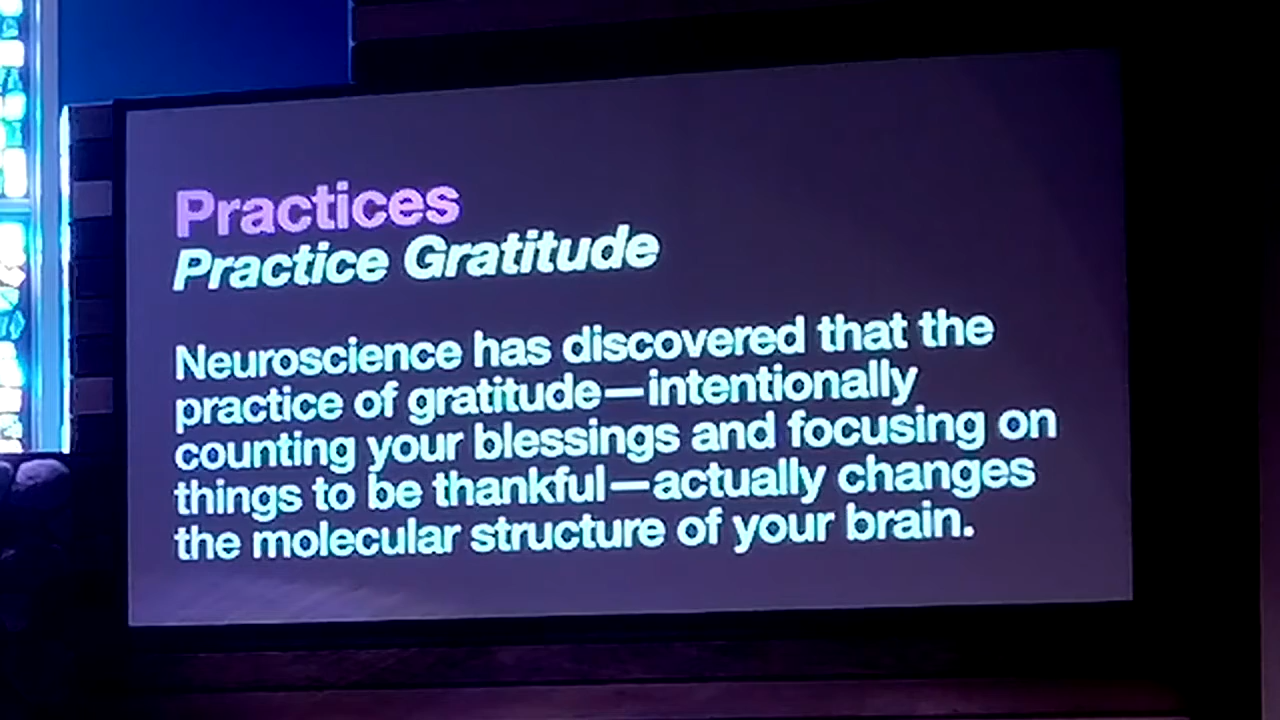 Practices
Practice Gratitude
Neuroscience has discovered that the
practice of gratitude—intentionally
counting your blessings and focusing on
things to be thankful—actually changes
the molecular structure of your brain.